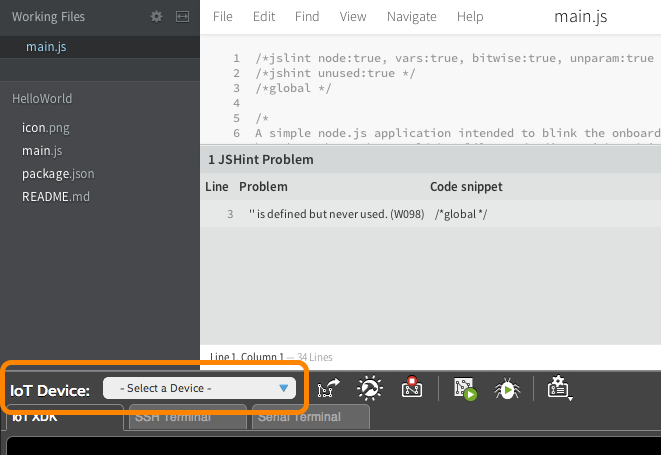 Working Files
main.js
HelloWorld
icon.png
main.js
package.json
README.md
File Edit Find View Navigate Help main.js
1 /*jslint node:true, vars:true, bitwise:true, unparam:true
2 /*jshint unused:true */
3 /*global */
4
5 /*
6 A simple node.js application intended to blink the onboard
1 JSHint Problem
Line Problem Code snippet
3 '' is defined but never used. (W098) /*global */
Line 1, Column 1 — 34 Lines
IoT Device: - Select a Device -
IoT XDK SSH Terminal Serial Terminal